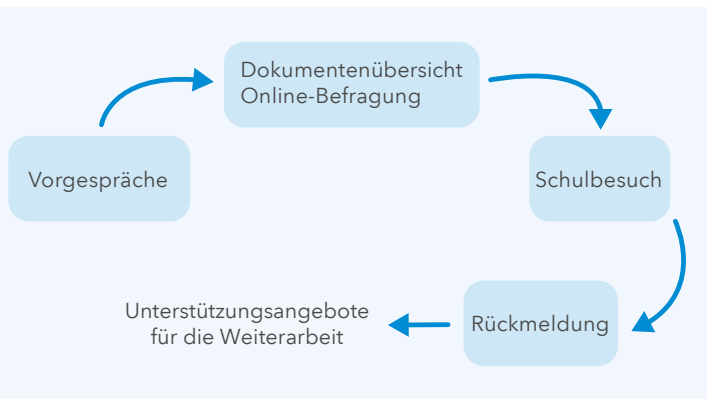 Vorgespräche
Dokumentenübersicht
Online-Befragung
Schulbesuch
Rückmeldung
Unterstützungsangebote
für die Weiterarbeit